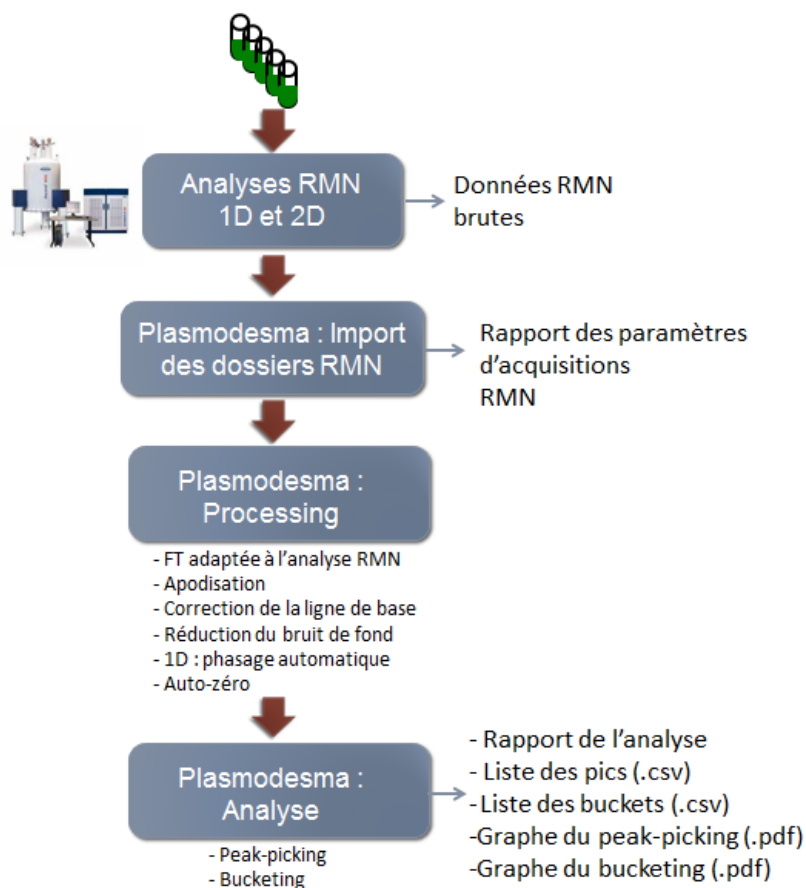 Analyses RMN
1D et 2D
Données RMN
brutes
Plasmodesma : Import
des dossiers RMN
Rapport des paramètres
d'acquisitions
RMN
Plasmodesma :
Processing
- FT adaptée à l'analyse RMN
- Apodisation
- Correction de la ligne de base
- Réduction du bruit de fond
- 1D : phasage automatique
- Auto-zéro
Plasmodesma :
Analyse
- Rapport de l'analyse
- Liste des pics (.csv)
- Liste des buckets (.csv)
-Graphe du peak-picking (.pdf)
-Graphe du bucketing (.pdf)
- Peak-picking
- Bucketing